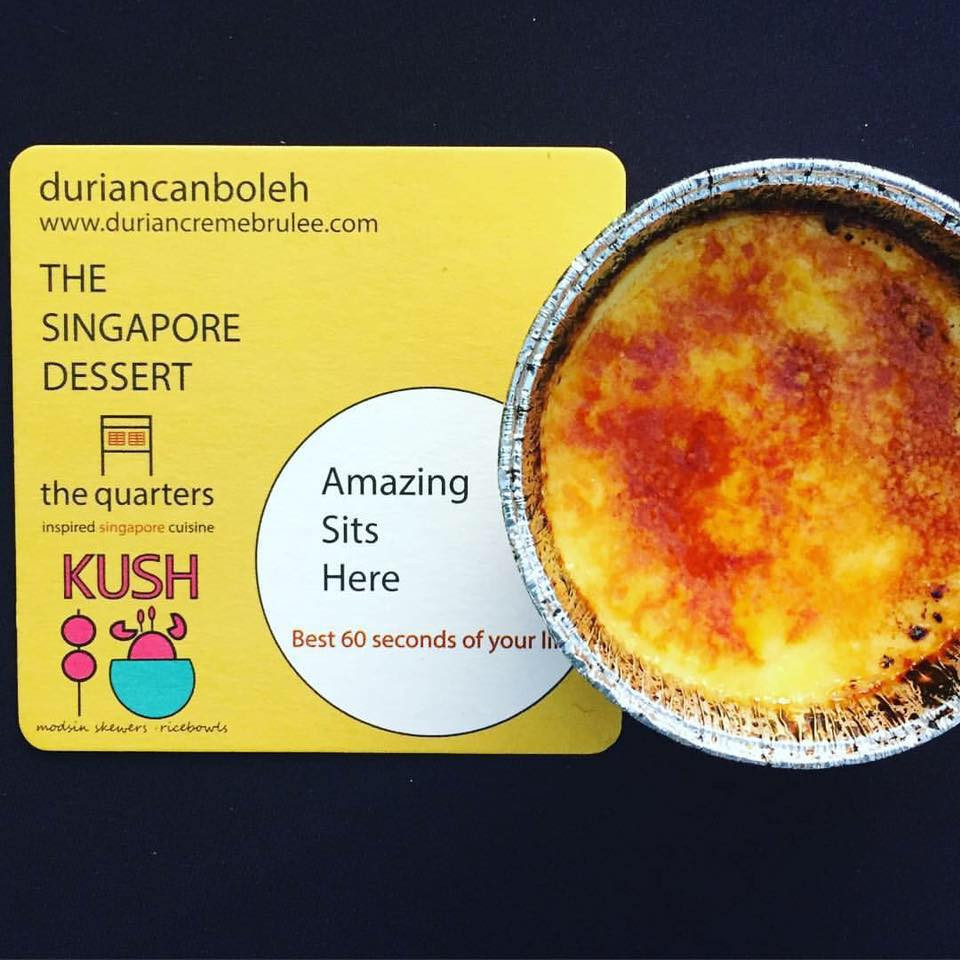 duriancanboleh
www.duriancremebrulee.com
THE
SINGAPORE
DESSERT
the quarters
inspired singapore cuisine
KUSH
modsin skewers · ricebowls
Amazing
Sits
Here
Best 60 seconds of your